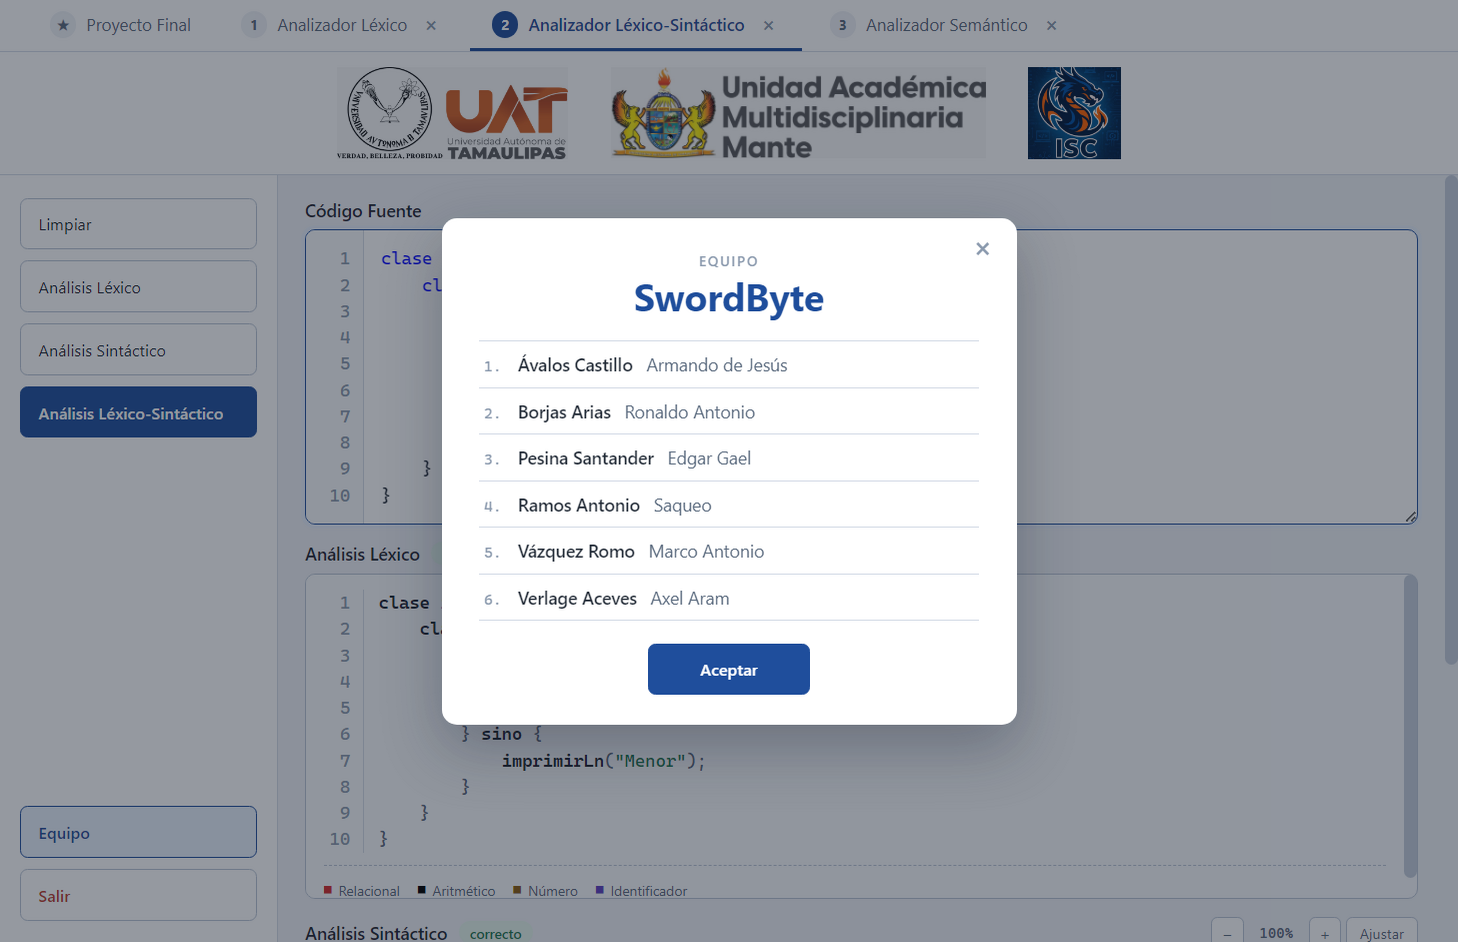 ★ Proyecto Final
1 Analizador Léxico ✕
2 Analizador Léxico-Sintáctico ✕
3 Analizador Semántico ✕
UNIVERSIDAD AUTONOMA DE TAMAULIPAS
VERDAD, BELLEZA, PROBIDAD
UAT
Universidad Autónoma de
TAMAULIPAS
Unidad Académica
Multidisciplinaria
Mante
ISC
Limpiar
Análisis Léxico
Análisis Sintáctico
Análisis Léxico-Sintáctico
Equipo
Salir
Código Fuente
1 clase
2 cl
3
4
5
6
7
8
9 }
10 }
EQUIPO
✕
SwordByte
1. Ávalos Castillo Armando de Jesús
2. Borjas Arias Ronaldo Antonio
3. Pesina Santander Edgar Gael
4. Ramos Antonio Saqueo
5. Vázquez Romo Marco Antonio
6. Verlage Aceves Axel Aram
Aceptar
Análisis Léxico
1 clase
2 cla
3
4
5
6 } sino {
7 imprimirLn("Menor");
8 }
9 }
10 }
Relacional Aritmético Número Identificador
Análisis Sintáctico correcto
− 100% + Ajustar